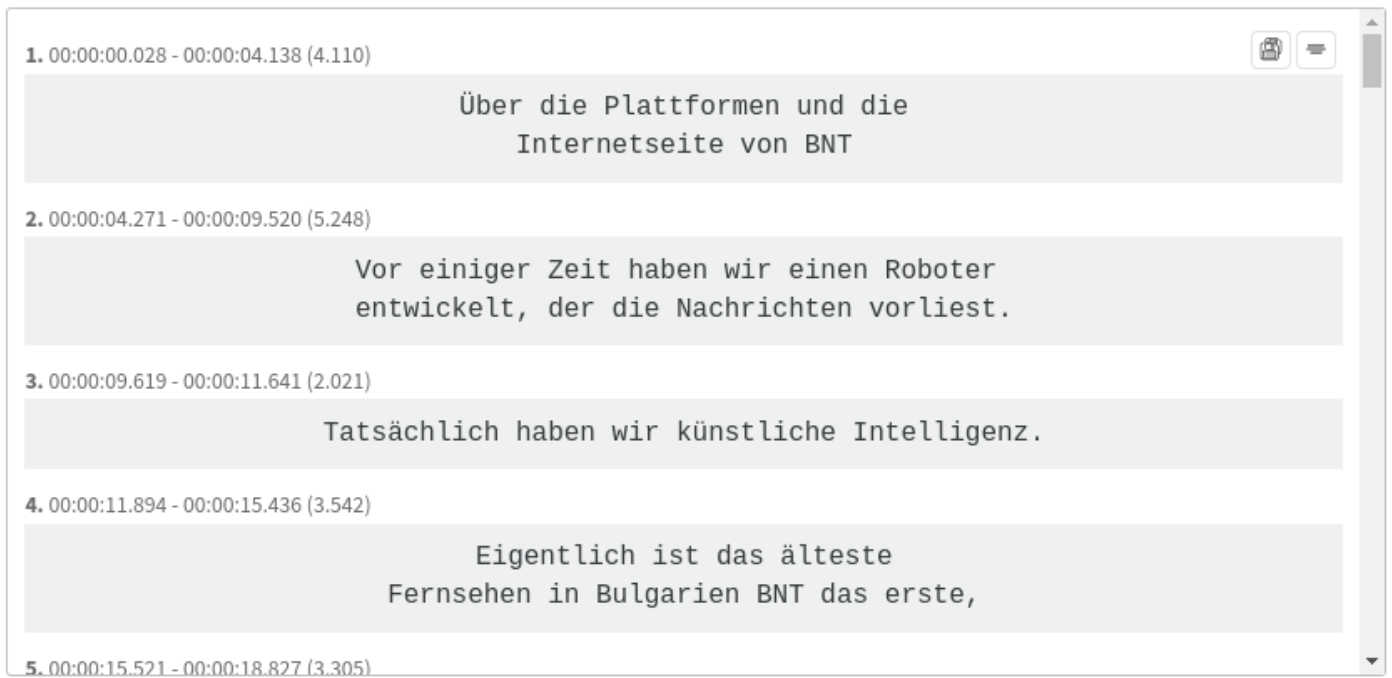 1. 00:00:00.028 - 00:00:04.138 (4.110)
Über die Plattformen und die
Internetseite von BNT
2. 00:00:04.271 - 00:00:09.520 (5.248)
Vor einiger Zeit haben wir einen Roboter
entwickelt, der die Nachrichten vorliest.
3. 00:00:09.619 - 00:00:11.641 (2.021)
Tatsächlich haben wir künstliche Intelligenz.
4. 00:00:11.894 - 00:00:15.436 (3.542)
Eigentlich ist das älteste
Fernsehen in Bulgarien BNT das erste,
5. 00:00:15.521 - 00:00:18.827 (3.305)